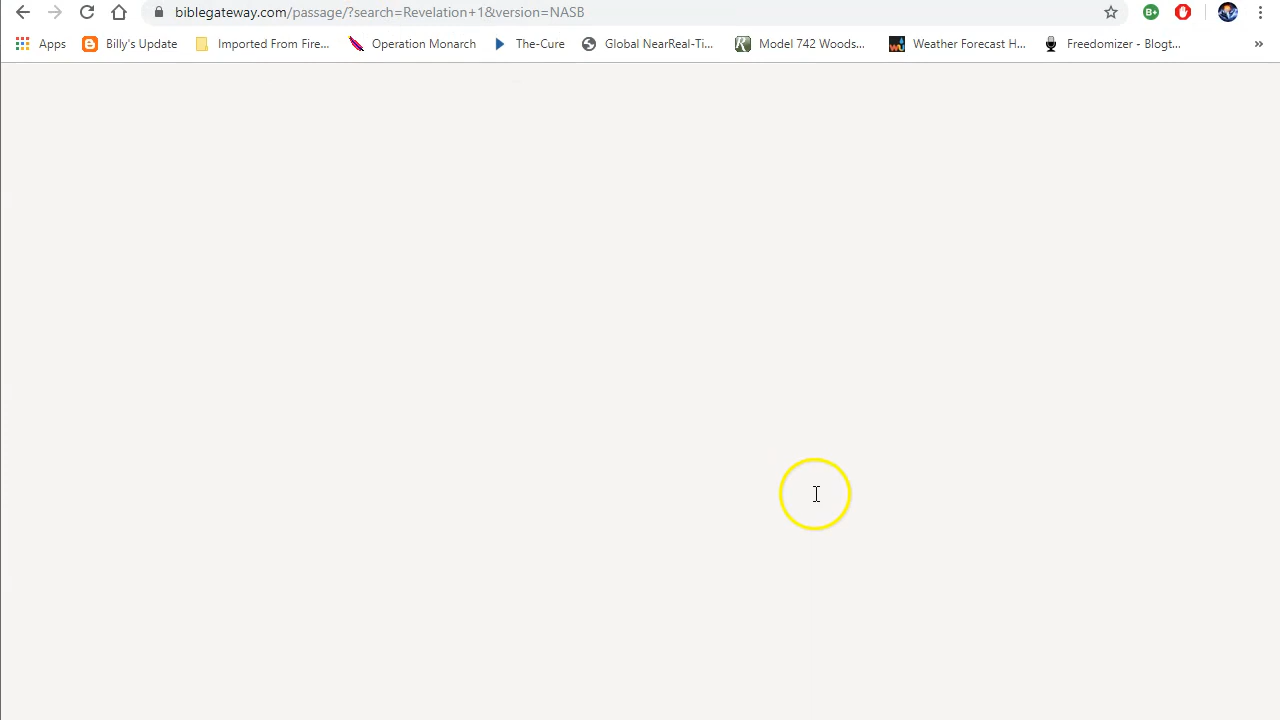 biblegateway.com/passage/?search=Revelation+1&version=NASB
Apps Billy's Update Imported From Fire... Operation Monarch The-Cure Global NearReal-Ti... Model 742 Woods... Weather Forecast H... Freedomizer - Blogt... »